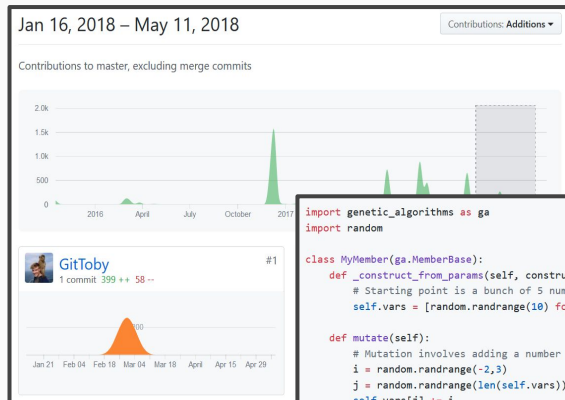 Jan 16, 2018 – May 11, 2018
Contributions: Additions
Contributions to master, excluding merge commits
2.0k
1.5k
1.0k
500
0
2016 April July October 2017
GitToby
#1
1 commit 399 ++ 58 --
200
Jan 21 Feb 04 Feb 18 Mar 04 Mar 18 April Apr 15 Apr 29
import genetic_algorithms as ga
import random
class MyMember(ga.MemberBase):
def _construct_from_params(self, constru
# Starting point is a bunch of 5 num
self.vars = [random.randrange(10) fo
def mutate(self):
# Mutation involves adding a number
i = random.randrange(-2,3)
j = random.randrange(len(self.vars))
self.vars[j] += i